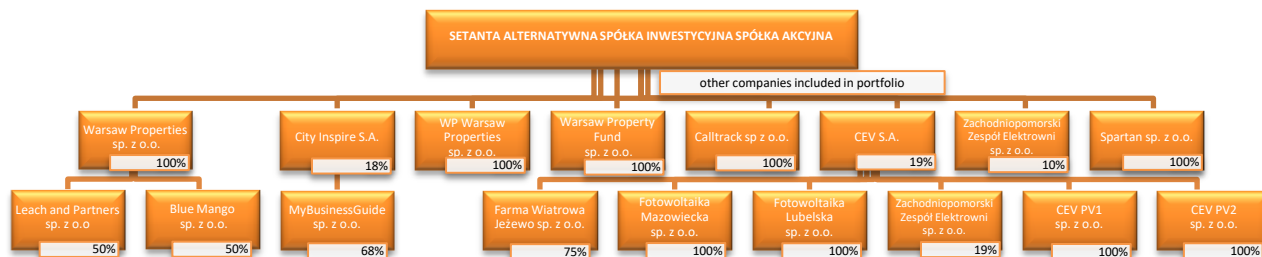 SETANTA ALTERNATYWNA SPÓŁKA INWESTYCYJNA SPÓŁKA AKCYJNA
other companies included in portfolio
Warsaw Properties
sp. z o.o.
100%
City Inspire S.A.
18%
WP Warsaw
Properties
sp. z o.o.
100%
Warsaw Property
Fund
sp. z o.o.
100%
Calltrack sp z o.o.
100%
CEV S.A.
19%
Zachodniopomorski
Zespół Elektrowni
sp. z o.o.
10%
Spartan sp. z o.o.
100%
Leach and Partners
sp. z o.o
50%
Blue Mango
sp. z o.o.
50%
MyBusinessGuide
sp. z o.o.
68%
Farma Wiatrowa
Jeżewo sp. z o.o.
75%
Fotowoltaika
Mazowiecka
sp. z o.o.
100%
Fotowoltaika
Lubelska
sp. z o.o.
100%
Zachodniopomorski
Zespół Elektrowni
sp. z o.o.
19%
CEV PV1
sp. z o.o.
100%
CEV PV2
sp. z o.o.
100%